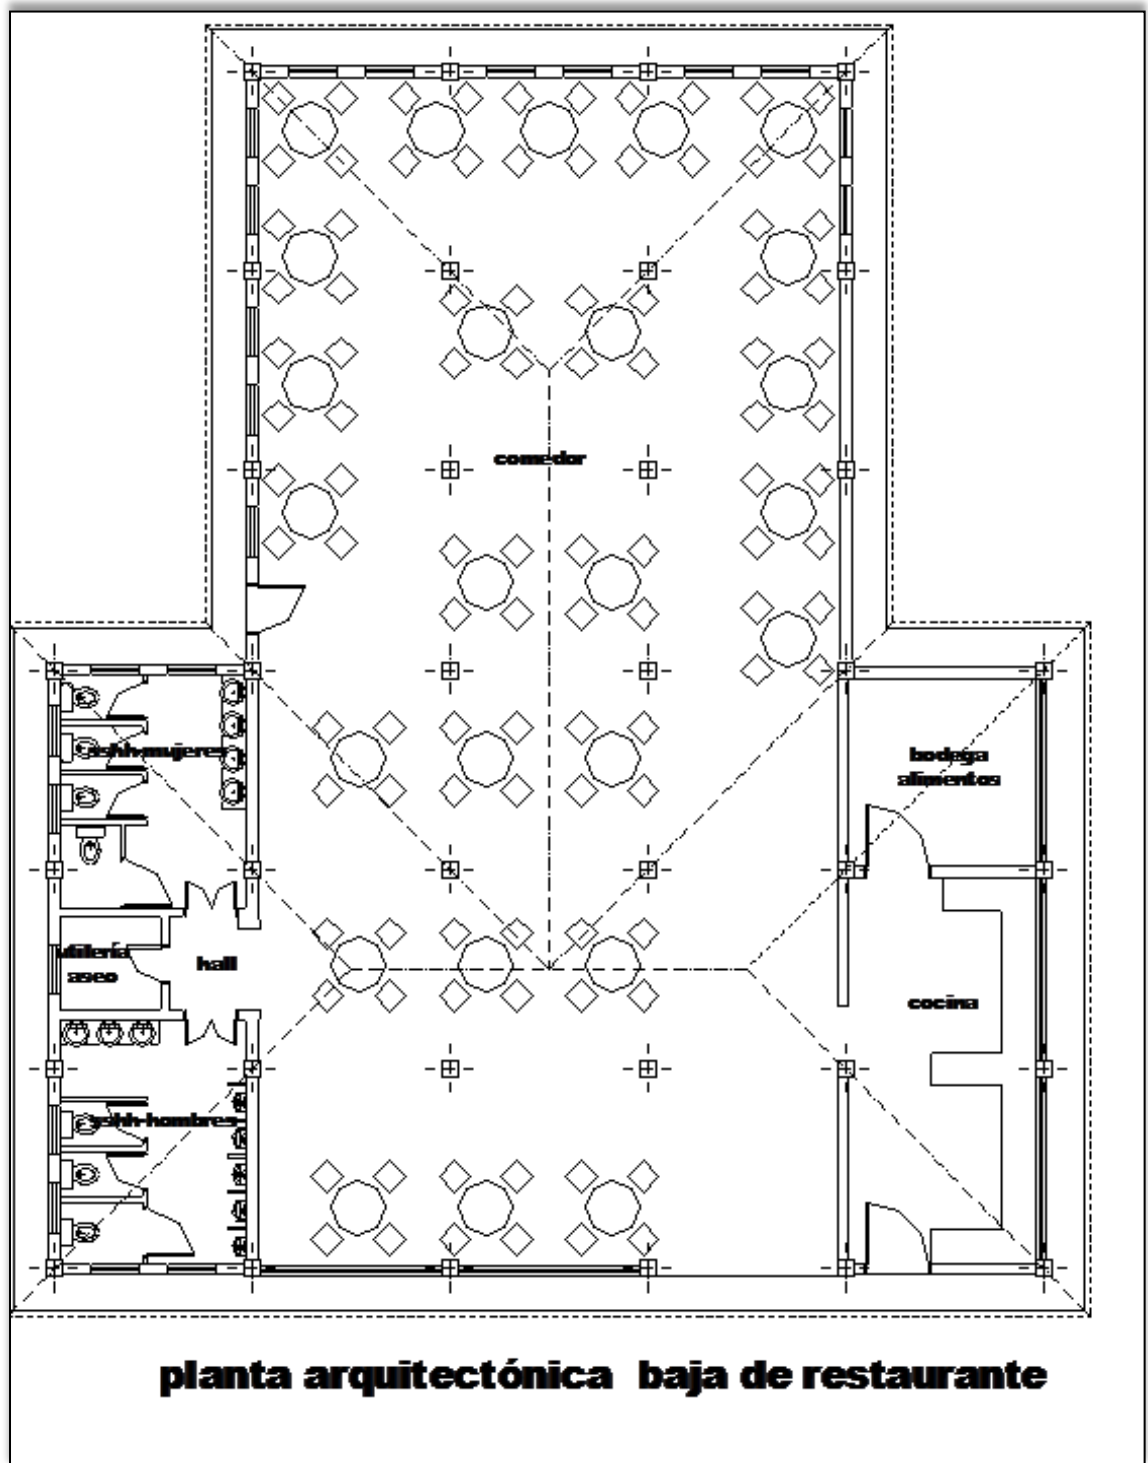 comedor
sshh-mujeres
bodega
alimentos
utilería
aseo
hall
cocina
sshh-hombres
planta arquitectónica baja de restaurante